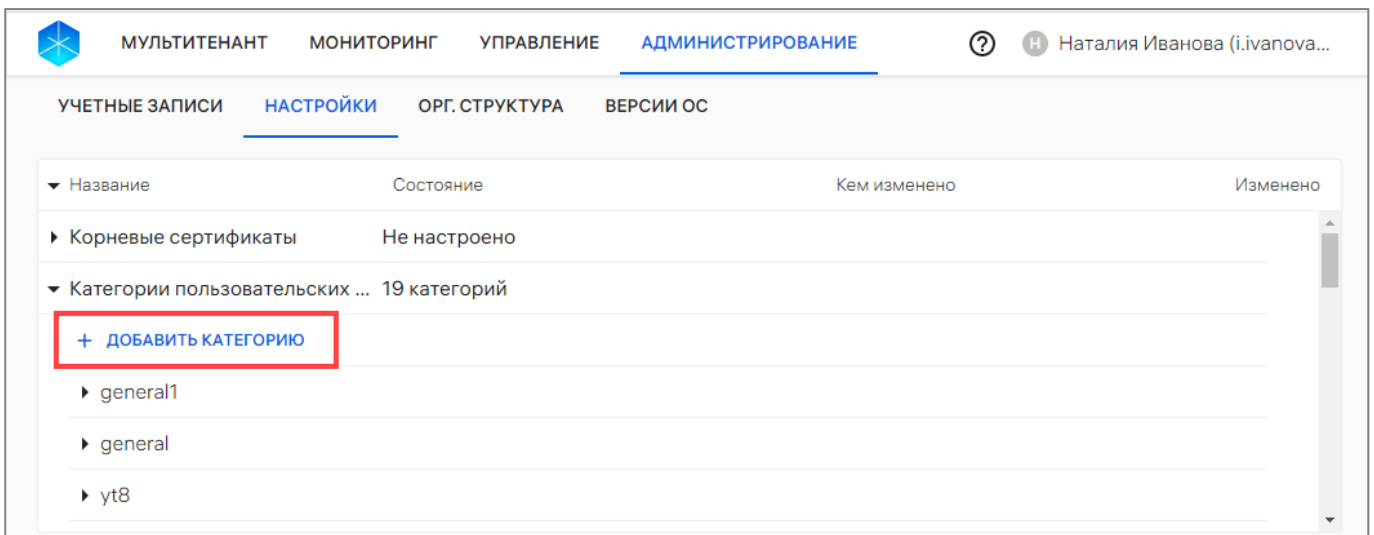 МУЛЬТИТЕНАНТ МОНИТОРИНГ УПРАВЛЕНИЕ АДМИНИСТРИРОВАНИЕ ? Н Наталия Иванова (i.ivanova...
УЧЕТНЫЕ ЗАПИСИ НАСТРОЙКИ ОРГ. СТРУКТУРА ВЕРСИИ ОС
Название Состояние Кем изменено Изменено
Корневые сертификаты Не настроено
Категории пользовательских ... 19 категорий
+ ДОБАВИТЬ КАТЕГОРИЮ
general1
general
yt8